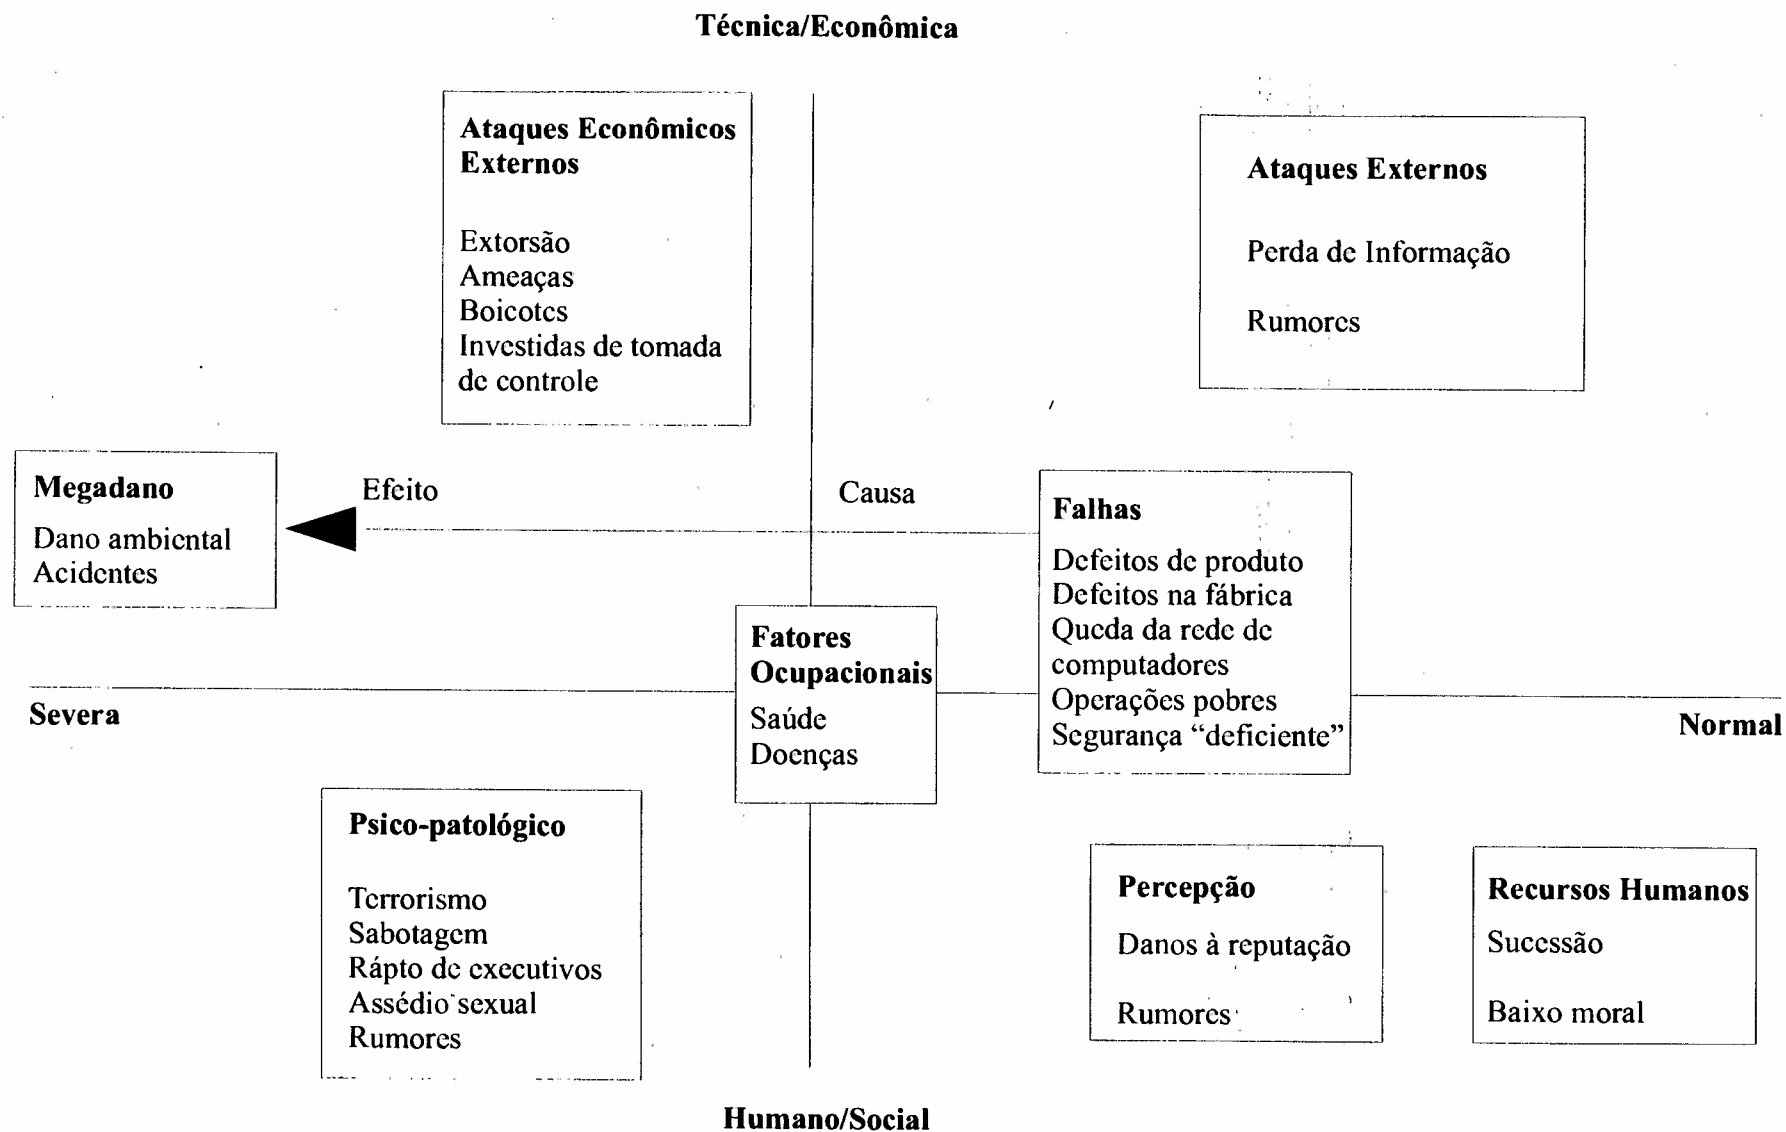 Técnica/Econômica
Ataques Econômicos
Externos
Extorsão
Ameaças
Boicotes
Investidas de tomada
de controle
Ataques Externos
Perda de Informação
Rumores
Megadano
Dano ambiental
Acidentes
Efeito
Causa
Falhas
Defeitos de produto
Defeitos na fábrica
Queda da rede de
computadores
Operações pobres
Segurança “deficiente”
Fatores
Ocupacionais
Saúde
Doenças
Severa
Normal
Psico-patológico
Terrorismo
Sabotagem
Rápto de executivos
Assédio sexual
Rumores
Percepção
Danos à reputação
Rumores
Recursos Humanos
Sucessão
Baixo moral
Humano/Social